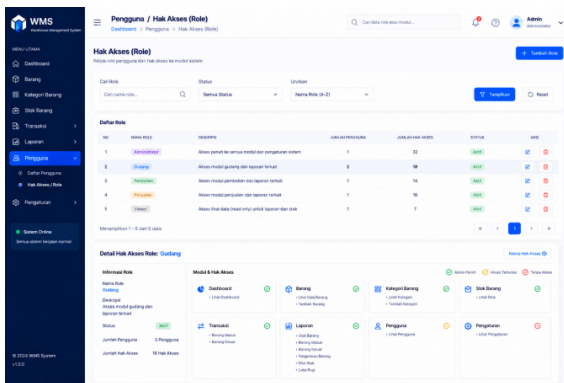 WMS
Warehouse Management System
MENU UTAMA
Dashboard
Barang
Kategori Barang
Stok Barang
Transaksi
Laporan
Pengguna
Daftar Pengguna
Hak Akses / Role
Pengaturan
Sistem Online
Semua sistem berjalan normal
© 2024 WMS System
v1.0.0
Pengguna / Hak Akses (Role)
Dashboard > Pengguna > Hak Akses (Role)
Cari data role atau modul...
Admin
Administrator
Hak Akses (Role)
Kelola role pengguna dan hak akses ke modul sistem
+ Tambah Role
Cari Role
Status
Urutkan
Cari nama role...
Semua Status
Nama Role (A-Z)
Tampilkan
Reset
Daftar Role
NO NAMA ROLE DESKRIPSI JUMLAH PENGGUNA JUMLAH HAK AKSES STATUS AKSI
1 Administrator Akses penuh ke semua modul dan pengaturan sistem 1 32 Aktif
2 Gudang Akses modul gudang dan laporan terkait 2 18 Aktif
3 Pembelian Akses modul pembelian dan laporan terkait 1 14 Aktif
4 Penjualan Akses modul penjualan dan laporan terkait 1 16 Aktif
5 Viewer Akses lihat data (read only) untuk laporan dan stok 1 7 Aktif
Menampilkan 1 - 5 dari 5 data
« ‹ 1 › »
Detail Hak Akses Role: Gudang
Kelola Hak Akses
Informasi Role
Nama Role
Gudang
Deskripsi
Akses modul gudang dan
laporan terkait
Status Aktif
Jumlah Pengguna 2 Pengguna
Jumlah Hak Akses 18 Hak Akses
Modul & Hak Akses
Akses Penuh Akses Terbatas Tanpa Akses
Dashboard
• Lihat Dashboard
Barang
• Lihat Data Barang
• Tambah Barang
Kategori Barang
• Lihat Kategori
• Tambah Kategori
Stok Barang
• Lihat Stok
Transaksi
• Barang Masuk
• Barang Keluar
Laporan
• Barang Masuk
• Barang Keluar
• Pergerakan Barang
• Nilai Stok
• Laba Rugi
Pengguna
• Lihat Pengguna
Pengaturan
• Lihat Pengaturan